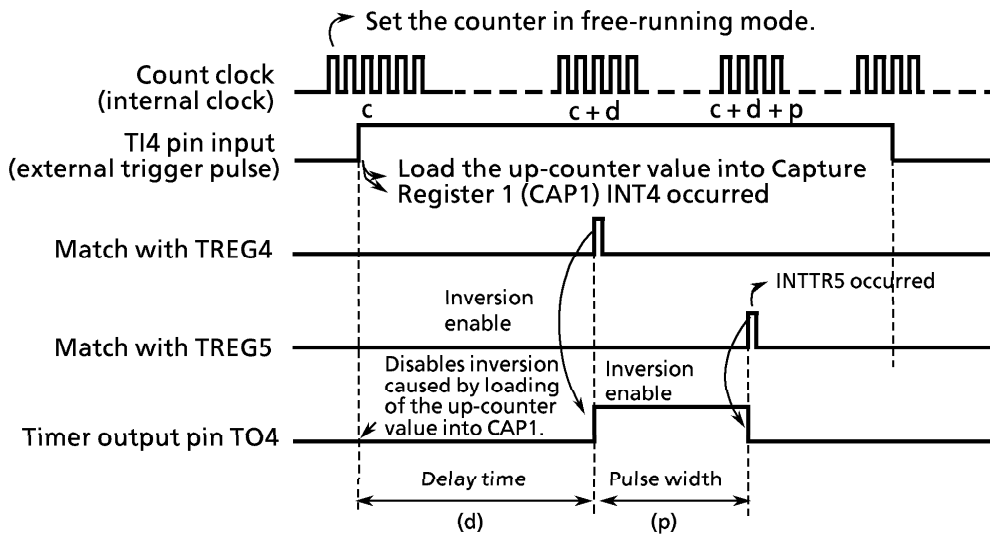 Set the counter in free-running mode.
Count clock
(internal clock)
c
c + d
c + d + p
TI4 pin input
(external trigger pulse)
Load the up-counter value into Capture
Register 1 (CAP1) INT4 occurred
Match with TREG4
INTTR5 occurred
Inversion
enable
Match with TREG5
Disables inversion
caused by loading
of the up-counter
value into CAP1.
Inversion
enable
Timer output pin TO4
Delay time
Pulse width
(d)
(p)